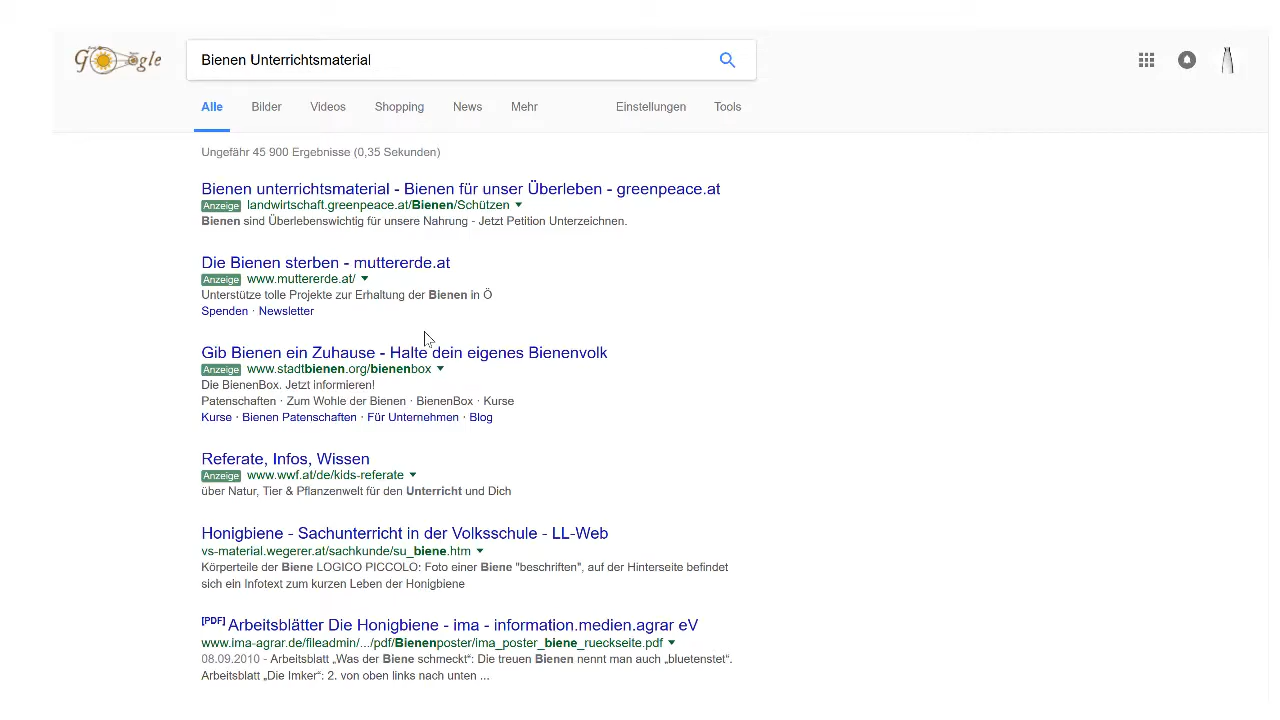 Google
Bienen Unterrichtsmaterial
Alle Bilder Videos Shopping News Mehr Einstellungen Tools
Ungefähr 45 900 Ergebnisse (0,35 Sekunden)
Bienen unterrichtsmaterial - Bienen für unser Überleben - greenpeace.at
Anzeige landwirtschaft.greenpeace.at/Bienen/Schützen
Bienen sind Überlebenswichtig für unsere Nahrung - Jetzt Petition Unterzeichnen.
Die Bienen sterben - muttererde.at
Anzeige www.muttererde.at/
Unterstütze tolle Projekte zur Erhaltung der Bienen in Ö
Spenden · Newsletter
Gib Bienen ein Zuhause - Halte dein eigenes Bienenvolk
Anzeige www.stadtbienen.org/bienenbox
Die BienenBox. Jetzt informieren!
Patenschaften · Zum Wohle der Bienen · BienenBox · Kurse
Kurse · Bienen Patenschaften · Für Unternehmen · Blog
Referate, Infos, Wissen
Anzeige www.wwf.at/de/kids-referate
über Natur, Tier & Pflanzenwelt für den Unterricht und Dich
Honigbiene - Sachunterricht in der Volksschule - LL-Web
vs-material.wegerer.at/sachkunde/su_biene.htm
Körperteile der Biene LOGICO PICCOLO: Foto einer Biene "beschriften", auf der Hinterseite befindet
sich ein Infotext zum kurzen Leben der Honigbiene
[PDF] Arbeitsblätter Die Honigbiene - ima - information.medien.agrar eV
www.ima-agrar.de/fileadmin/.../pdf/Bienenposter/ima_poster_biene_rueckseite.pdf
08.09.2010 - Arbeitsblatt „Was der Biene schmeckt“: Die treuen Bienen nennt man auch „bluetenstet“.
Arbeitsblatt „Die Imker“: 2. von oben links nach unten ...